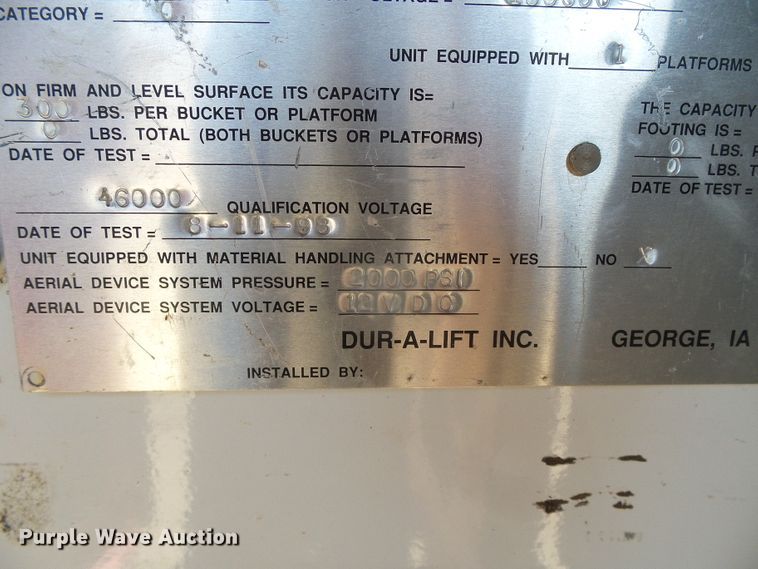 CATEGORY =
UNIT EQUIPPED WITH 1 PLATFORMS
ON FIRM AND LEVEL SURFACE ITS CAPACITY IS=
300 LBS. PER BUCKET OR PLATFORM
0 LBS. TOTAL (BOTH BUCKETS OR PLATFORMS)
DATE OF TEST =
THE CAPACITY
FOOTING IS =
0 LBS.
0 LBS.
DATE OF TEST =
46000 QUALIFICATION VOLTAGE
DATE OF TEST = 8-11-98
UNIT EQUIPPED WITH MATERIAL HANDLING ATTACHMENT = YES NO X
AERIAL DEVICE SYSTEM PRESSURE = 2000 PSI
AERIAL DEVICE SYSTEM VOLTAGE = 12 VDC
DUR-A-LIFT INC. GEORGE, IA
INSTALLED BY:
Purple Wave Auction